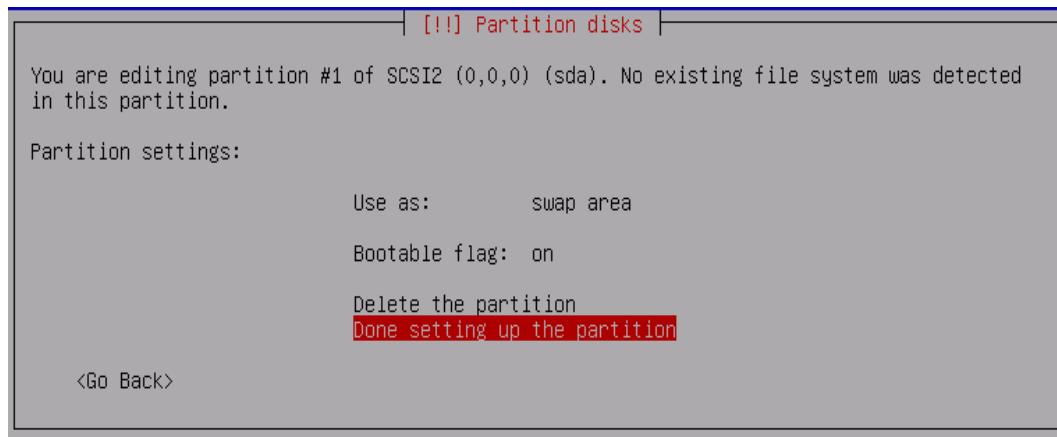 [!!] Partition disks
You are editing partition #1 of SCSI2 (0,0,0) (sda). No existing file system was detected
in this partition.
Partition settings:
Use as: swap area
Bootable flag: on
Delete the partition
Done setting up the partition
<Go Back>